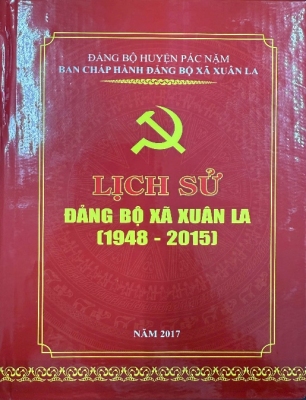 ĐẢNG BỘ HUYỆN PÁC NẶM
BAN CHẤP HÀNH ĐẢNG BỘ XÃ XUÂN LA
LỊCH SỬ
ĐẢNG BỘ XÃ XUÂN LA
(1948 - 2015)
NĂM 2017